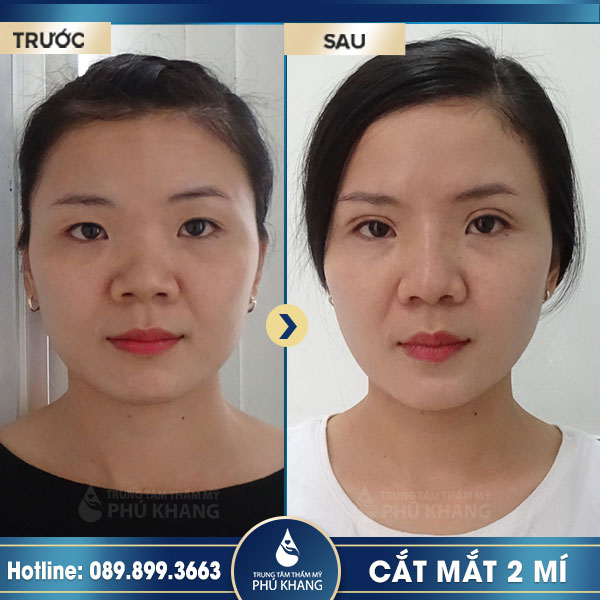 TRƯỚC
SAU
TRUNG TÂM THẨM MỸ
PHÚ KHANG
TRUNG TÂM THẨM MỸ
PHÚ KHANG
Hotline: 089.899.3663
TRUNG TÂM THẨM MỸ
PHÚ KHANG
CẮT MẮT 2 MÍ